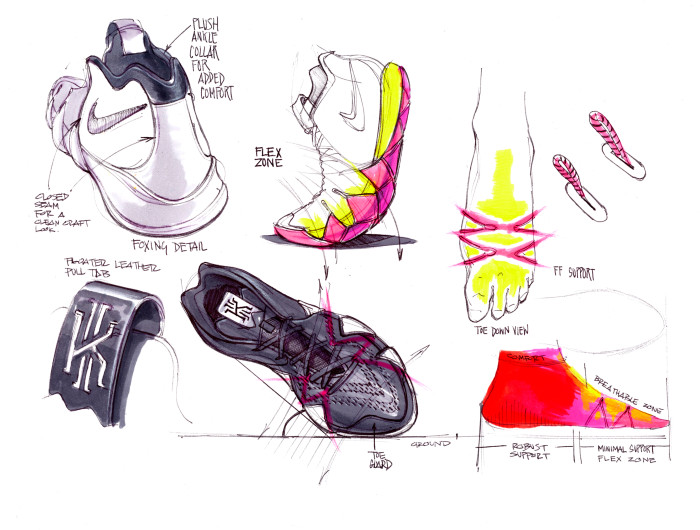 PLUSH
ANKLE
COLLAR
FOR
ADDED
COMFORT
CLOSED
SEAM
FOR A
CLEAN CRAFT
LOOK.
FOXING DETAIL
FLEX
ZONE
FF SUPPORT
TOE DOWN VIEW
LEATHER
PULL TAB
K
K
TOE
GUARD
GROUND
COMFORT
BREATHABLE ZONE
ROBUST
SUPPORT
MINIMAL SUPPORT
FLEX ZONE